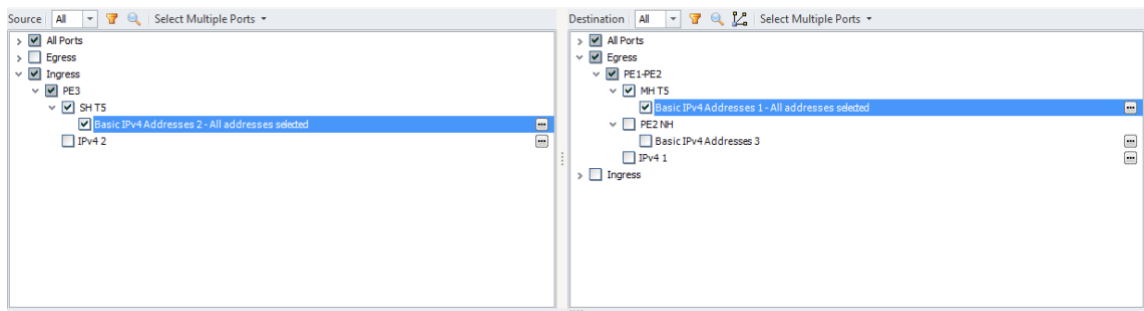 Source All Select Multiple Ports
All Ports
Egress
Ingress
PE3
SH T5
Basic IPv4 Addresses 2 - All addresses selected
IPv4 2
Destination All Select Multiple Ports
All Ports
Egress
PE1-PE2
MH T5
Basic IPv4 Addresses 1 - All addresses selected
PE2 NH
Basic IPv4 Addresses 3
IPv4 1
Ingress